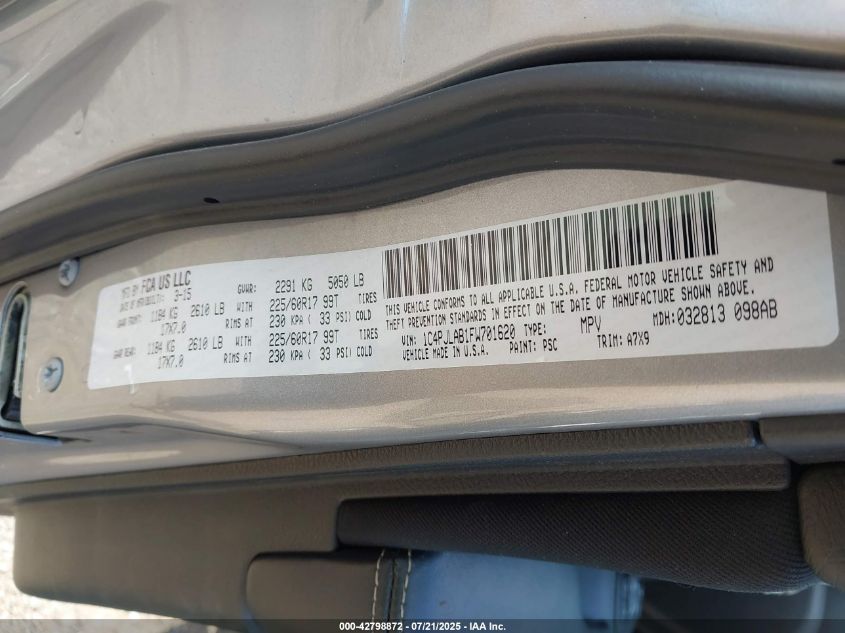 MFD BY FCA US LLC
DATE OF MFR 3-15 GVWR: 2291 KG 5050 LB
GAWR FRONT: 1184 KG 2610 LB WITH 225/60R17 99T TIRES
17X7.0 RIMS AT 230 KPA ( 33 PSI) COLD
GAWR REAR: 1184 KG 2610 LB WITH 225/60R17 99T TIRES
17X7.0 RIMS AT 230 KPA ( 33 PSI) COLD
THIS VEHICLE CONFORMS TO ALL APPLICABLE U.S.A. FEDERAL MOTOR VEHICLE SAFETY AND
THEFT PREVENTION STANDARDS IN EFFECT ON THE DATE OF MANUFACTURE SHOWN ABOVE.
VIN: 1C4PJLAB1FW701620 TYPE: MPV MDH:032813 098AB
VEHICLE MADE IN U.S.A. PAINT: PSC TRIM: A7X9
000-42798872 - 07/21/2025 - IAA Inc.